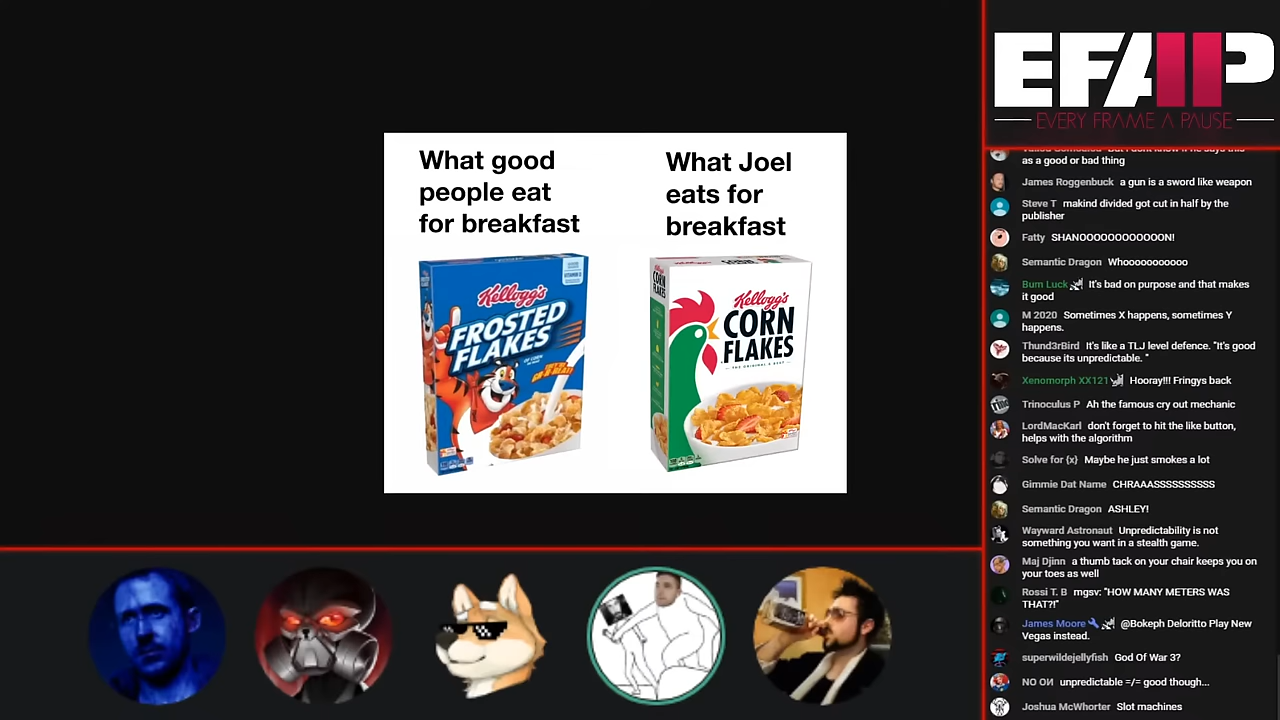 What good
people eat
for breakfast
What Joel
eats for
breakfast
Kellogg's
FROSTED
FLAKES
Kellogg's
CORN
FLAKES
CORN
FLAKES
EFAP
EVERY FRAME A PAUSE
as a good or bad thing
James Roggenbuck a gun is a sword like weapon
Steve T makind divided got cut in half by the
publisher
Fatty SHANOOOOOOOOOOOON!
Semantic Dragon Whoooooooooo
Bum Luck It's bad on purpose and that makes
it good
M 2020 Sometimes X happens, sometimes Y
happens.
Thund3rBird It's like a TLJ level defence. "It's good
because its unpredictable. "
Xenomorph XX121 Hooray!!! Fringys back
Trinoculus P Ah the famous cry out mechanic
LordMacKarl don't forget to hit the like button,
helps with the algorithm
Solve for {x} Maybe he just smokes a lot
Gimmie Dat Name CHRAAASSSSSSSSSS
Semantic Dragon ASHLEY!
Wayward Astronaut Unpredictability is not
something you want in a stealth game.
Maj Djinn a thumb tack on your chair keeps you on
your toes as well
Rossi T. B mgsv: "HOW MANY METERS WAS
THAT?!"
James Moore @Bokeph Deloritto Play New
Vegas instead.
superwildejellyfish God Of War 3?
NO OИ unpredictable =/= good though...
Joshua McWhorter Slot machines